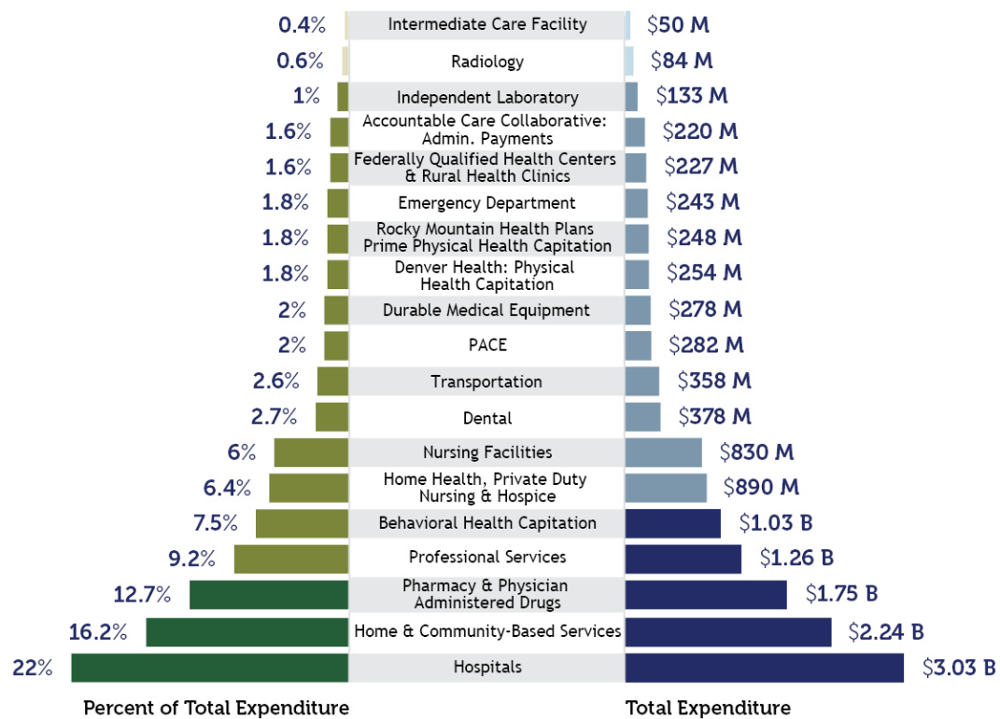 0.4% Intermediate Care Facility $50 M
0.6% Radiology $84 M
1% Independent Laboratory $133 M
Accountable Care Collaborative:
1.6% Admin. Payments $220 M
Federally Qualified Health Centers
1.6% & Rural Health Clinics $227 M
1.8% Emergency Department $243 M
Rocky Mountain Health Plans
1.8% Prime Physical Health Capitation $248 M
Denver Health: Physical
1.8% Health Capitation $254 M
2% Durable Medical Equipment $278 M
2% PACE $282 M
2.6% Transportation $358 M
2.7% Dental $378 M
6% Nursing Facilities $830 M
Home Health, Private Duty
6.4% Nursing & Hospice $890 M
7.5% Behavioral Health Capitation $1.03 B
9.2% Professional Services $1.26 B
Pharmacy & Physician
12.7% Administered Drugs $1.75 B
16.2% Home & Community-Based Services $2.24 B
22% Hospitals $3.03 B
Percent of Total Expenditure Total Expenditure